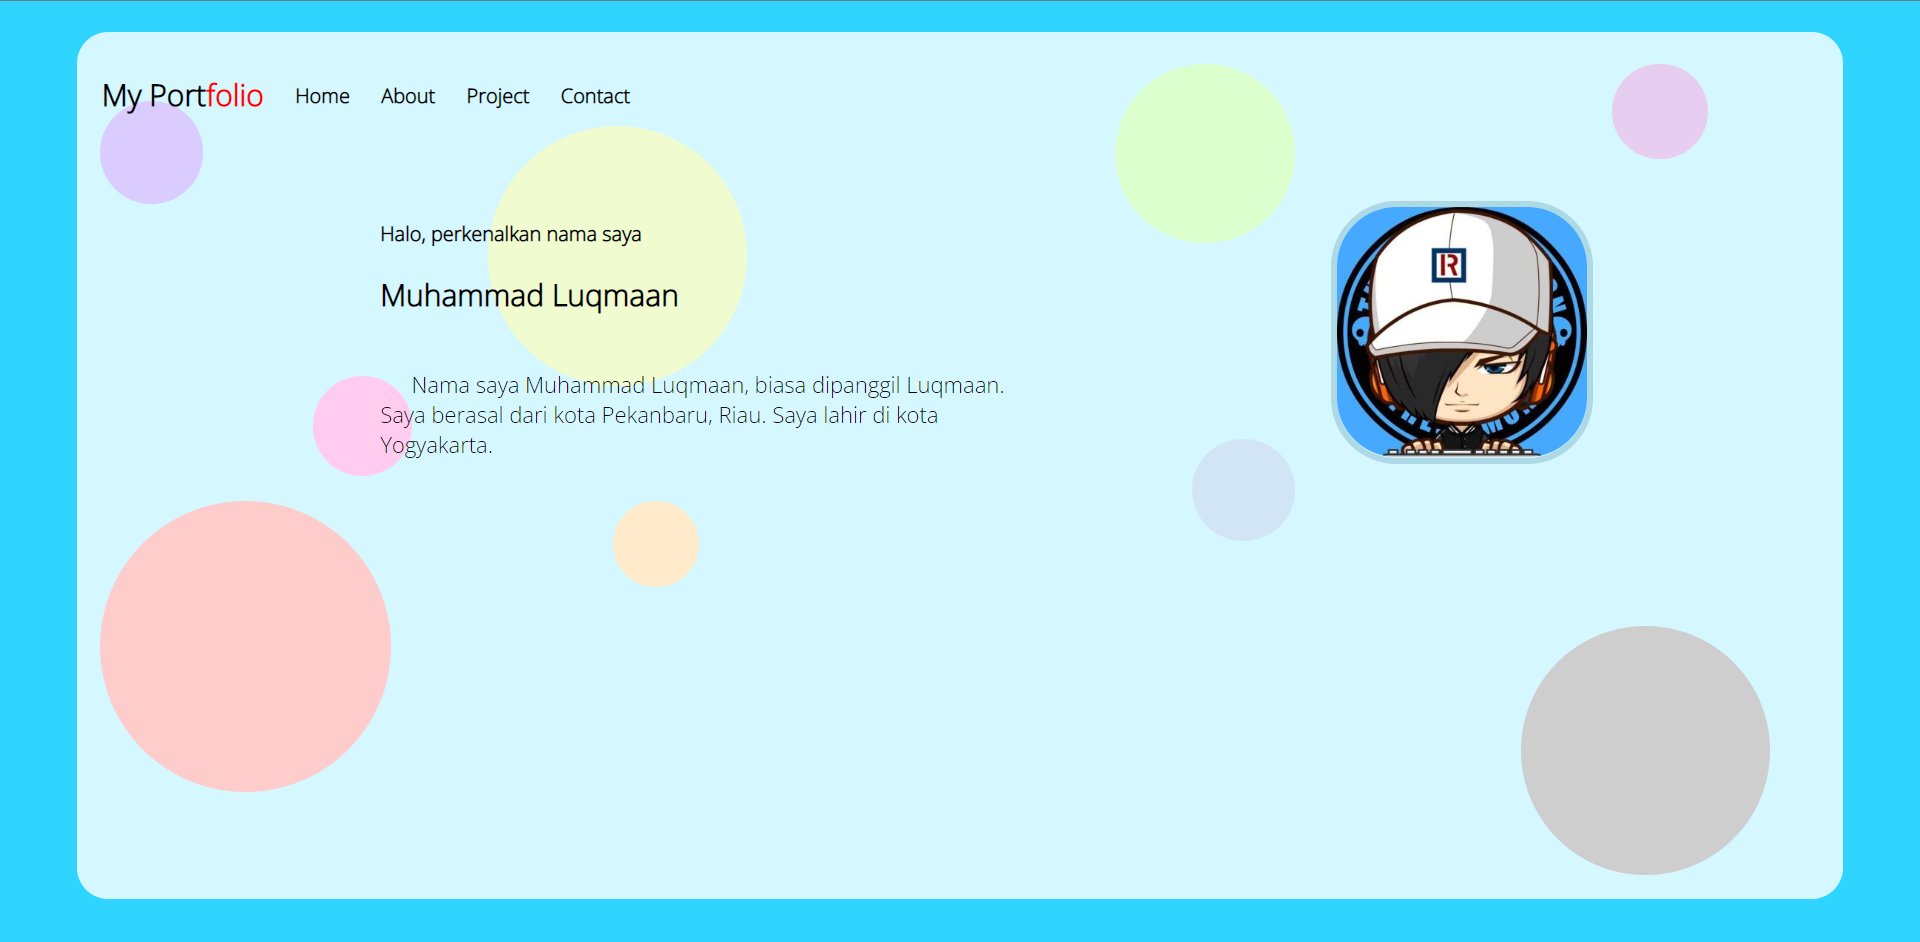 My Portfolio Home About Project Contact
Halo, perkenalkan nama saya
Muhammad Luqmaan
Nama saya Muhammad Luqmaan, biasa dipanggil Luqmaan.
Saya berasal dari kota Pekanbaru, Riau. Saya lahir di kota
Yogyakarta.
R